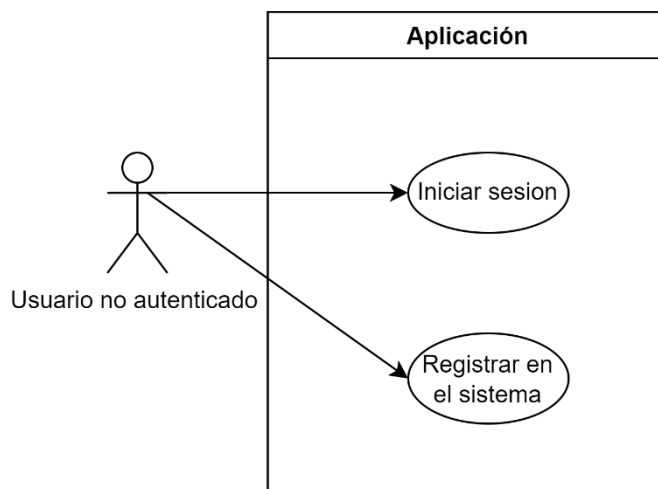 Aplicación
Iniciar sesion
Usuario no autenticado
Registrar en
el sistema